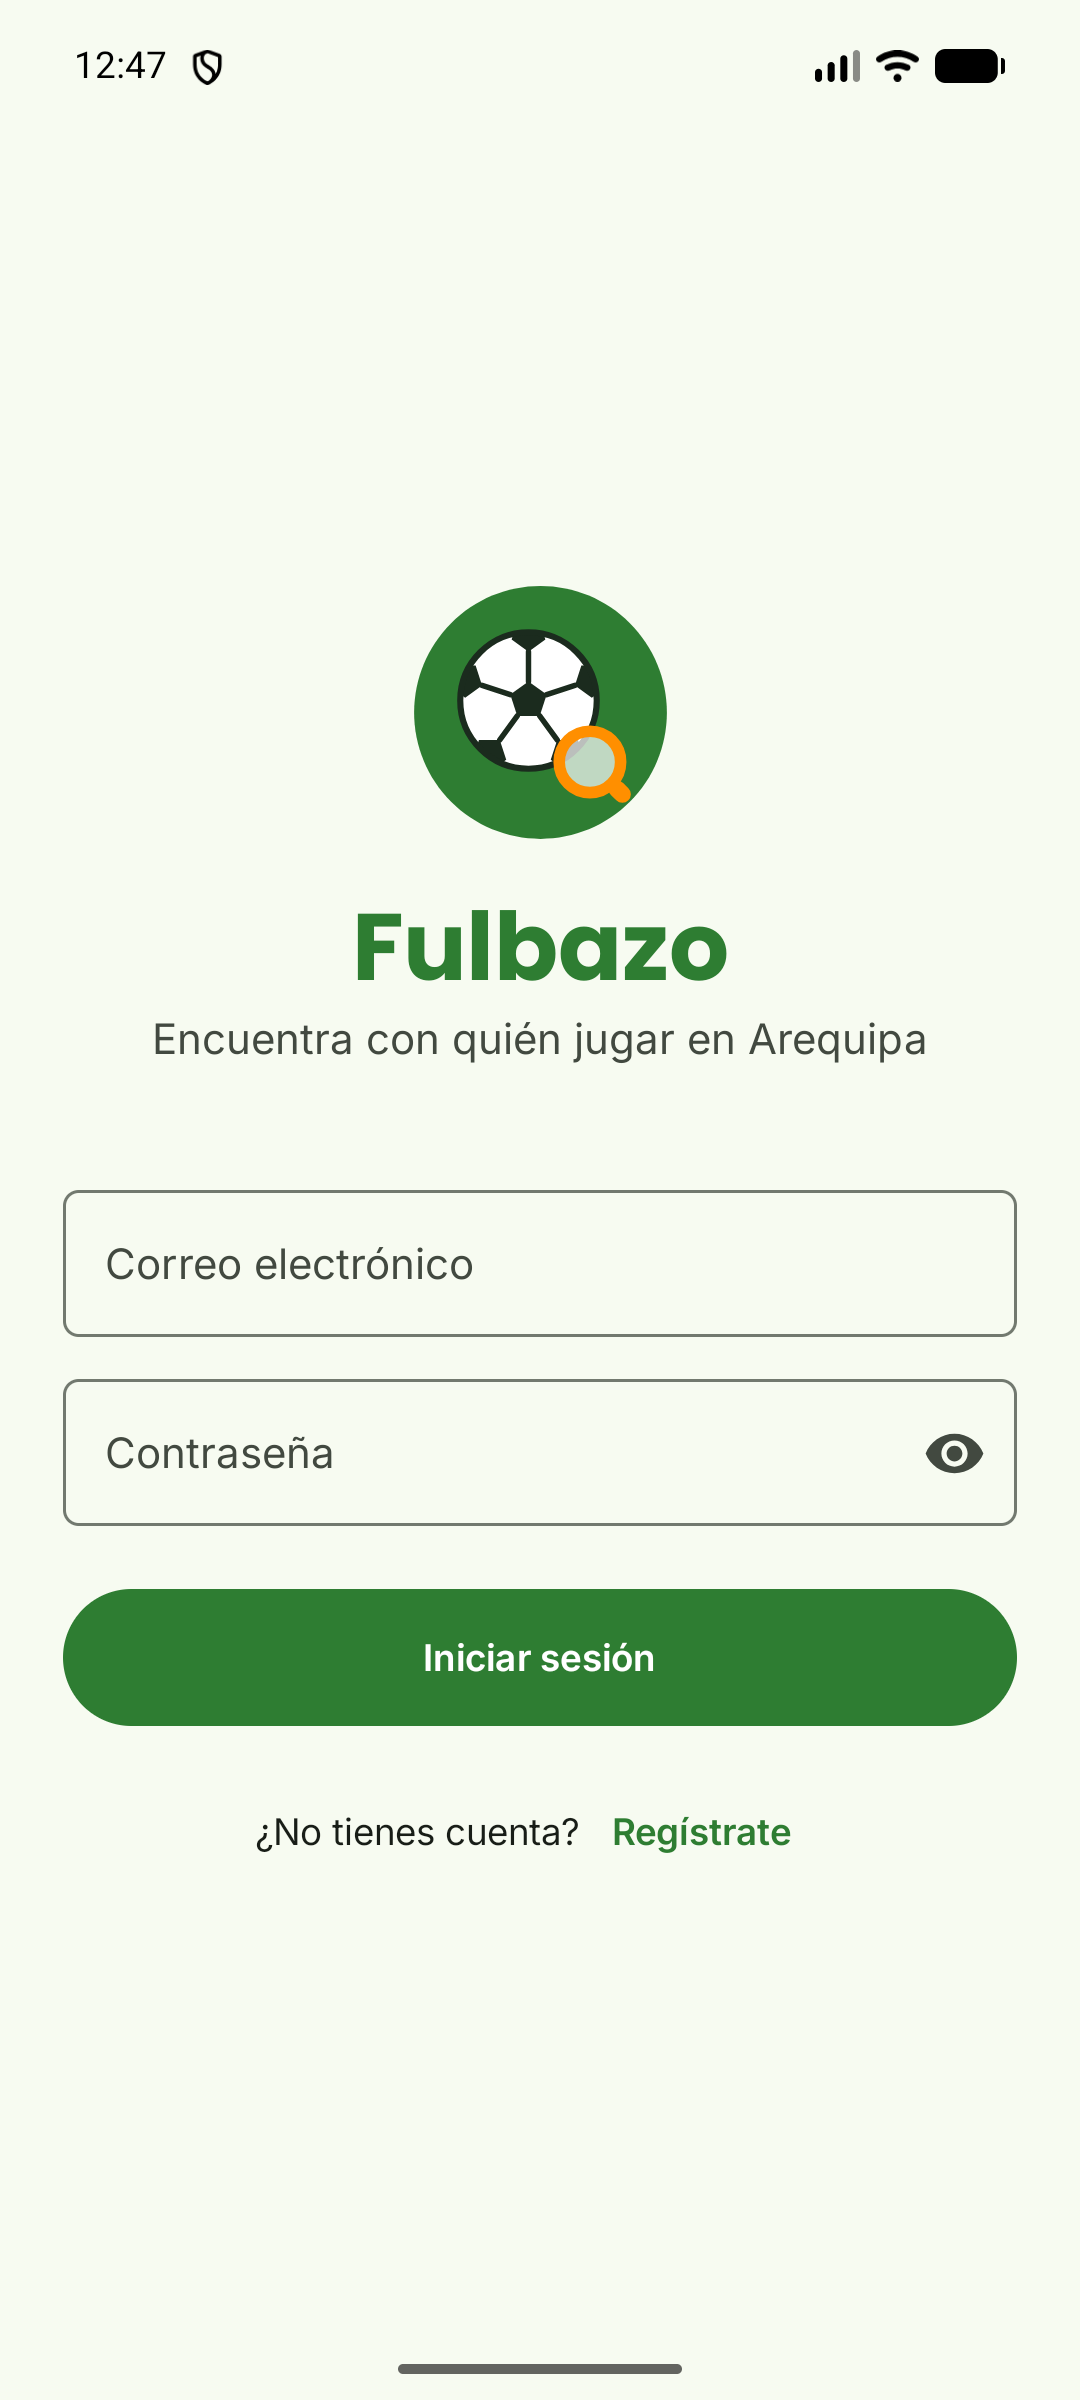 12:47
Fulbazo
Encuentra con quién jugar en Arequipa
Correo electrónico
Contraseña
Iniciar sesión
¿No tienes cuenta? Regístrate